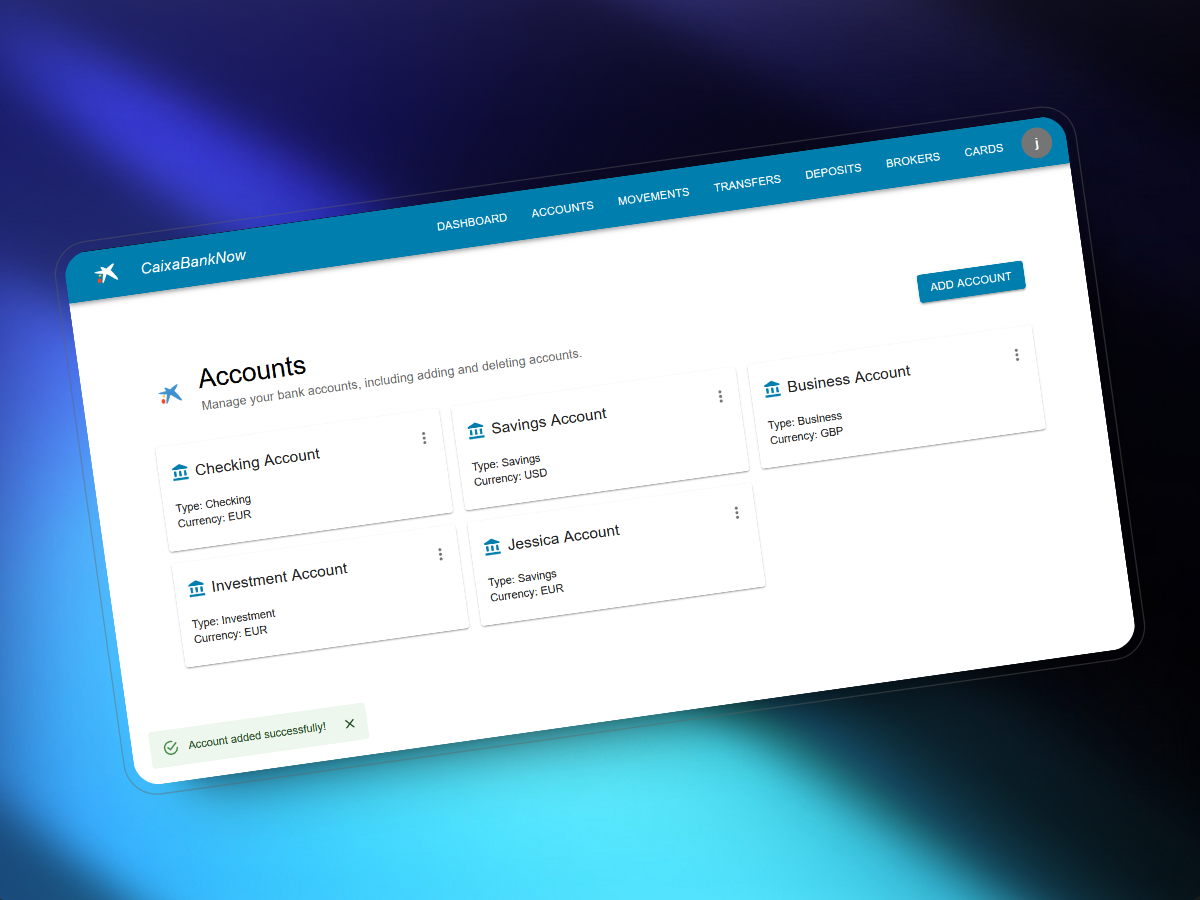 CaixaBankNow
DASHBOARD
ACCOUNTS
MOVEMENTS
TRANSFERS
DEPOSITS
BROKERS
CARDS
j
ADD ACCOUNT
Accounts
Manage your bank accounts, including adding and deleting accounts.
Checking Account
Type: Checking
Currency: EUR
Savings Account
Type: Savings
Currency: USD
Business Account
Type: Business
Currency: GBP
Investment Account
Type: Investment
Currency: EUR
Jessica Account
Type: Savings
Currency: EUR
Account added successfully!